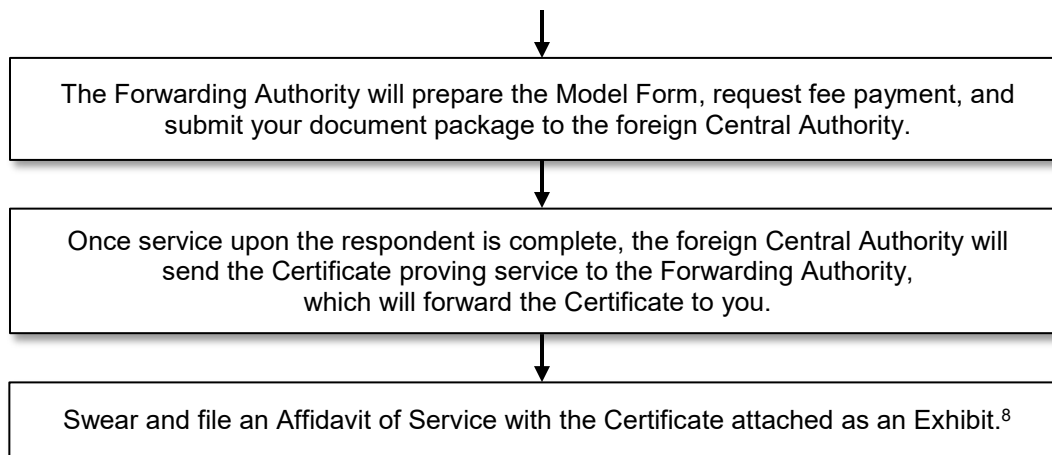 The Forwarding Authority will prepare the Model Form, request fee payment, and
submit your document package to the foreign Central Authority.
Once service upon the respondent is complete, the foreign Central Authority will
send the Certificate proving service to the Forwarding Authority,
which will forward the Certificate to you.
Swear and file an Affidavit of Service with the Certificate attached as an Exhibit.⁸